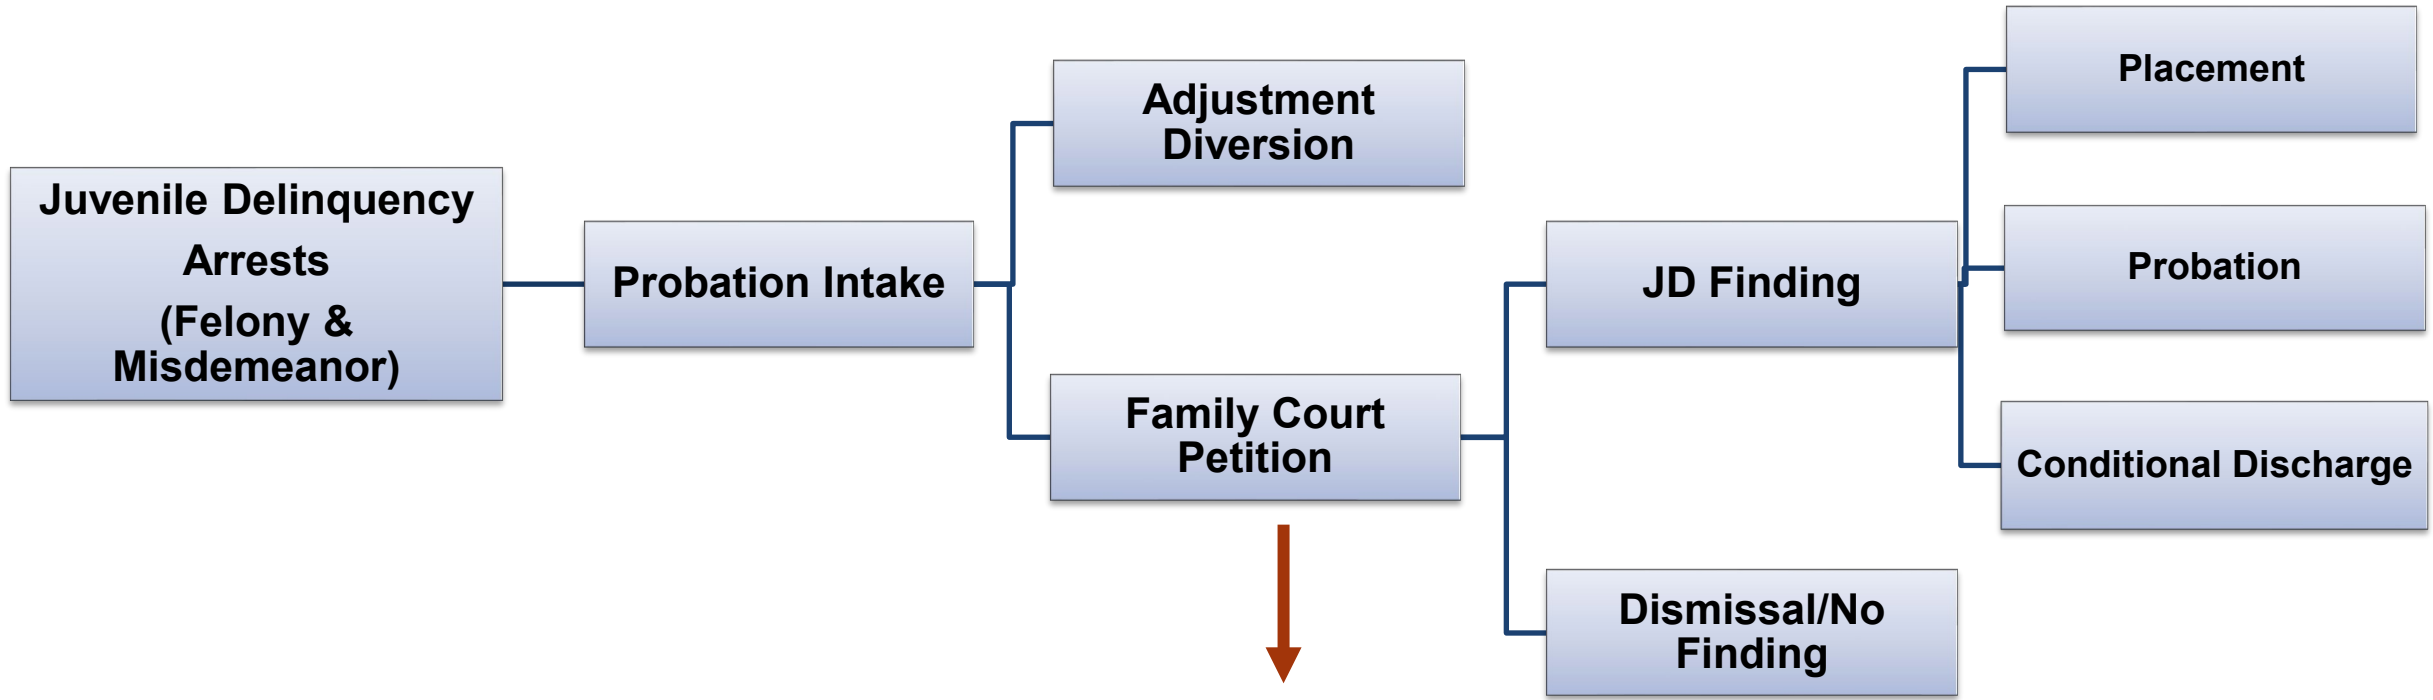 Juvenile Delinquency
Arrests
(Felony &
Misdemeanor)
Probation Intake
Adjustment
Diversion
Family Court
Petition
JD Finding
Dismissal/No
Finding
Placement
Probation
Conditional Discharge